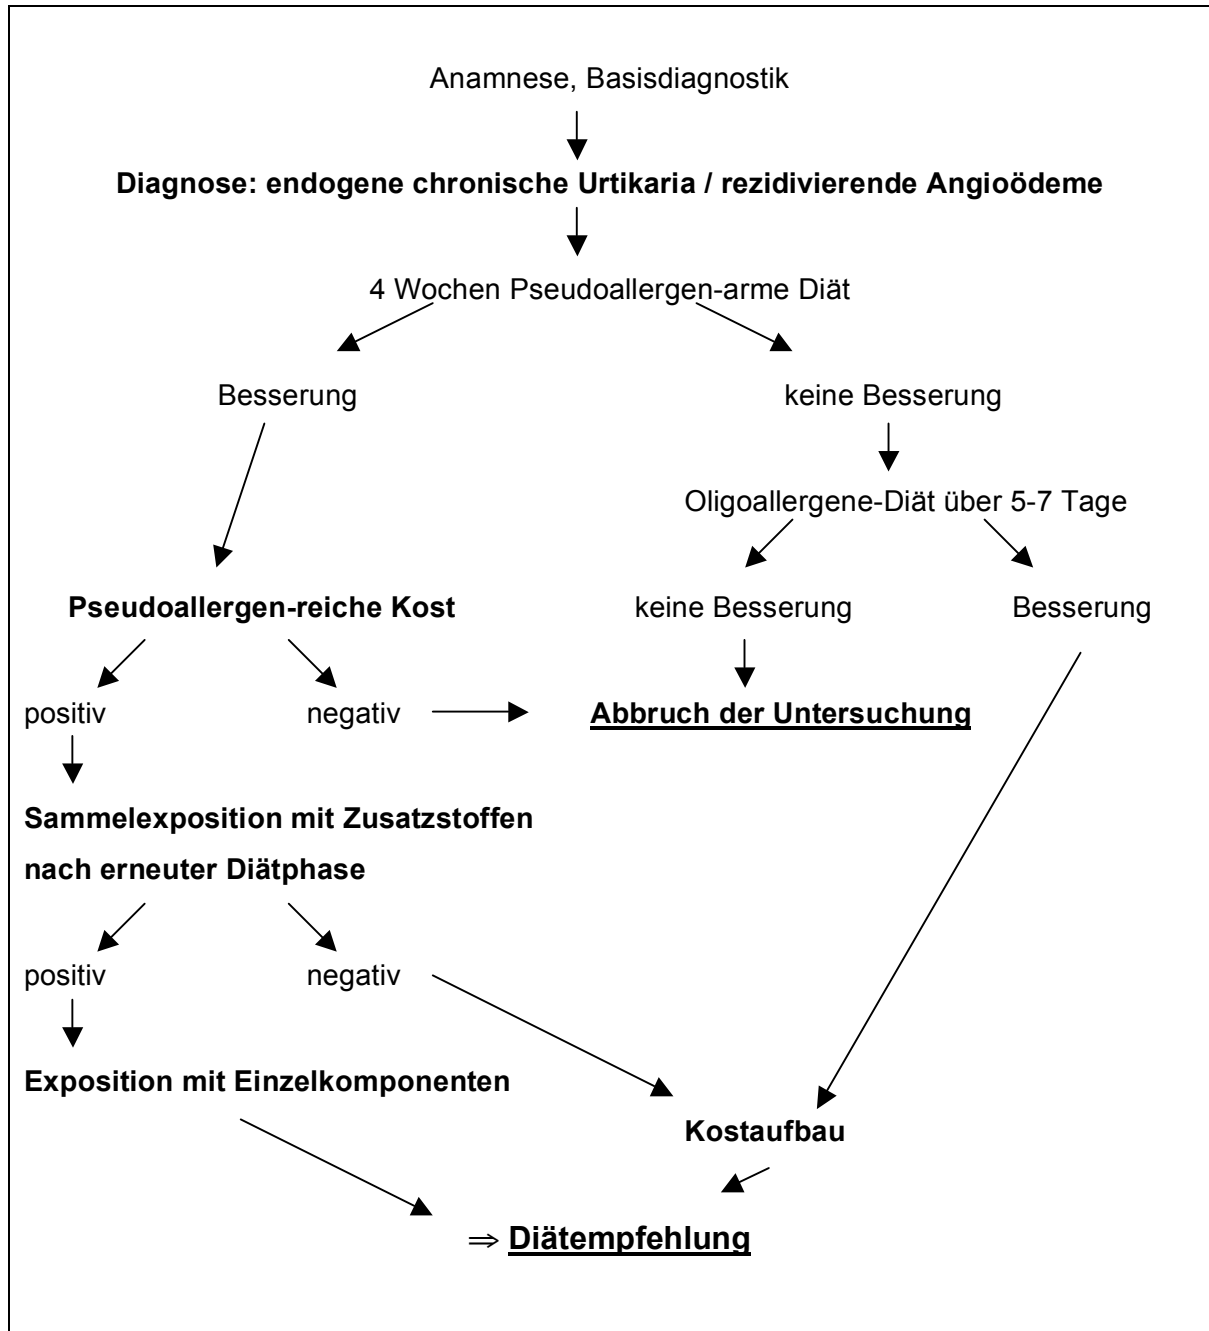 Anamnese, Basisdiagnostik
Diagnose: endogene chronische Urtikaria / rezidivierende Angioödeme
4 Wochen Pseudoallergen-arme Diät
Besserung
keine Besserung
Oligoallergene-Diät über 5-7 Tage
Pseudoallergen-reiche Kost
keine Besserung
Besserung
positiv
negativ
Abbruch der Untersuchung
Sammelexposition mit Zusatzstoffen
nach erneuter Diätphase
positiv
negativ
Exposition mit Einzelkomponenten
Kostaufbau
⇒ Diätempfehlung